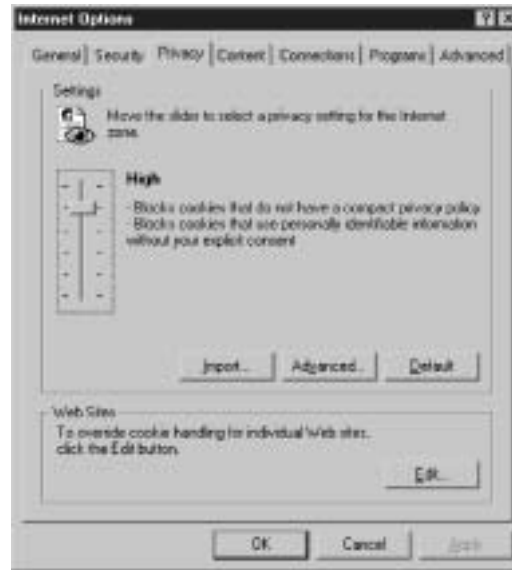 Internet Options
General Security Privacy Content Connections Programs Advanced
Settings
Move the slider to select a privacy setting for the Internet
zone.
High
- Blocks cookies that do not have a compact privacy policy
- Blocks cookies that use personally identifiable information
without your explicit consent
Import... Advanced... Default
Web Sites
To override cookie handling for individual Web sites,
click the Edit button.
Edit...
OK Cancel Apply